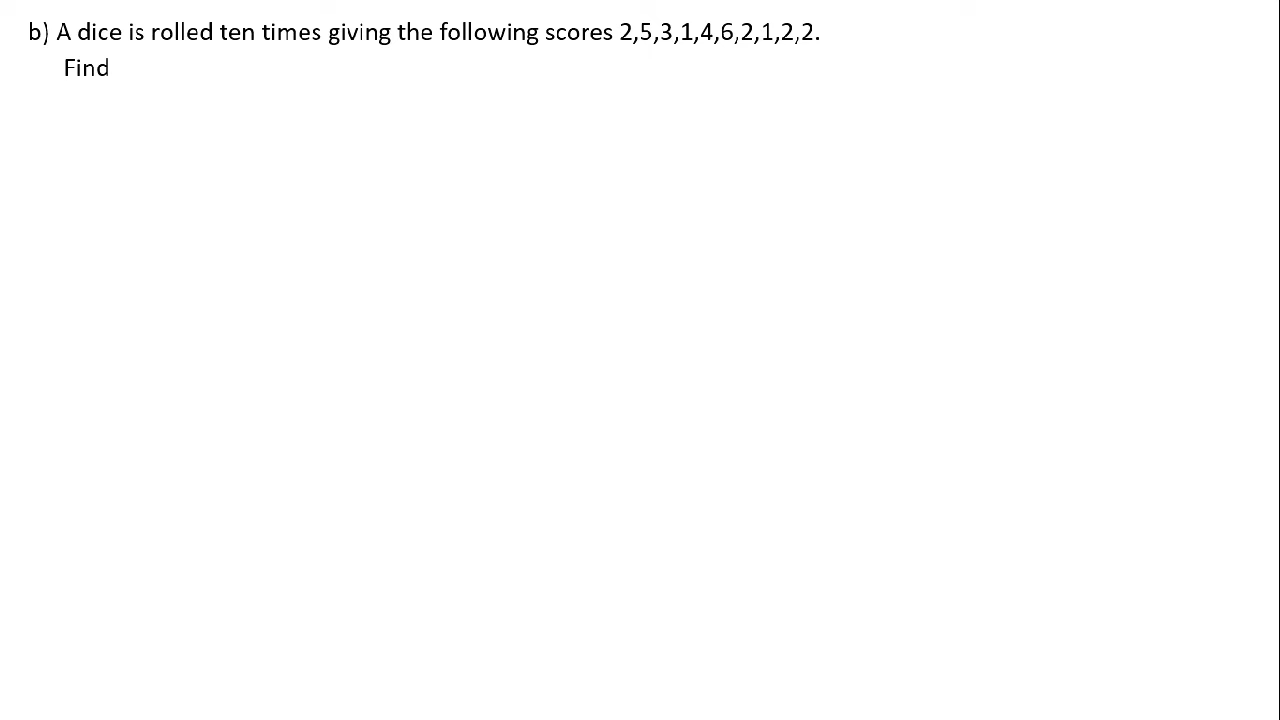 b) A dice is rolled ten times giving the following scores 2,5,3,1,4,6,2,1,2,2.
Find